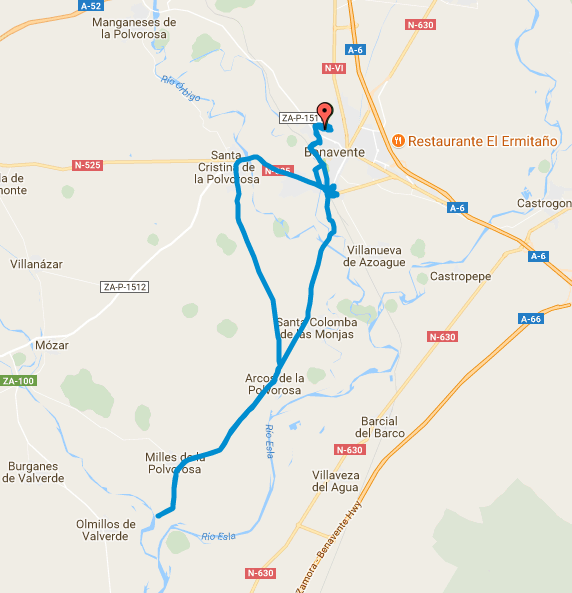 A-52
Manganeses de
la Polvorosa
N-630
A-6
N-VI
Río Orbigo
ZA-P-151
Restaurante El Ermitaño
Benavente
N-525
Santa
Cristina de
la Polvorosa
N-525
la de
monte
A-6
Castrogon
Villanueva
de Azoague
A-6
Villanázar
Castropepe
ZA-P-1512
A-66
Santa Colomba
de las Monjas
N-630
Mózar
ZA-100
Arcos de la
Polvorosa
Barcial
del Barco
Río Esla
N-630
Milles de la
Polvorosa
Burganes
de Valverde
Villaveza
del Agua
Olmillos de
Valverde
Río Esla
Zamora - Benavente Hwy
N-630